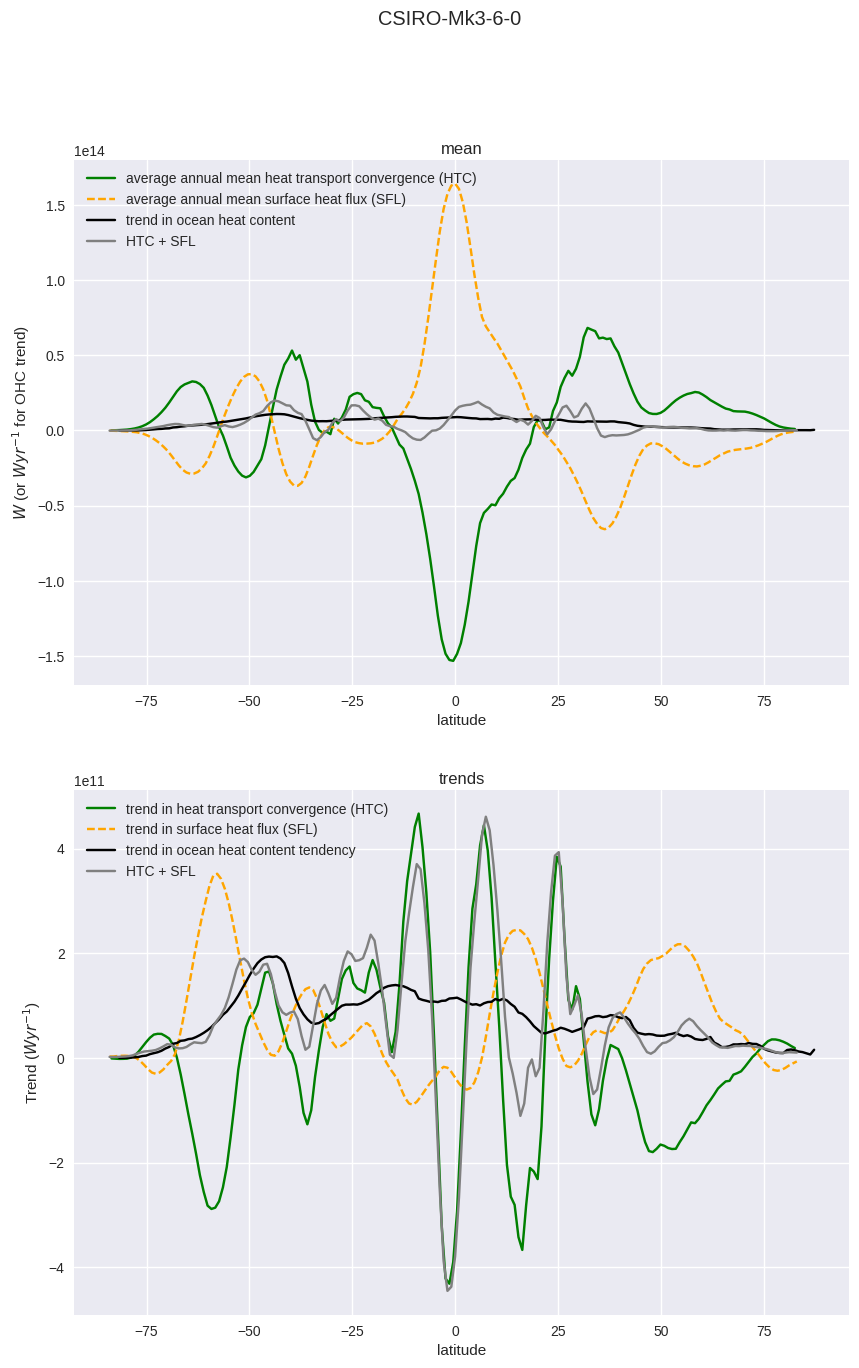 CSIRO-Mk3-6-0
mean
1e14
average annual mean heat transport convergence (HTC)
average annual mean surface heat flux (SFL)
trend in ocean heat content
HTC + SFL
1.5
1.0
0.5
0.0
−0.5
−1.0
−1.5
W (or Wyr⁻¹ for OHC trend)
−75 −50 −25 0 25 50 75
latitude
trends
1e11
trend in heat transport convergence (HTC)
trend in surface heat flux (SFL)
trend in ocean heat content tendency
HTC + SFL
4
2
0
−2
−4
Trend (Wyr⁻¹)
−75 −50 −25 0 25 50 75
latitude